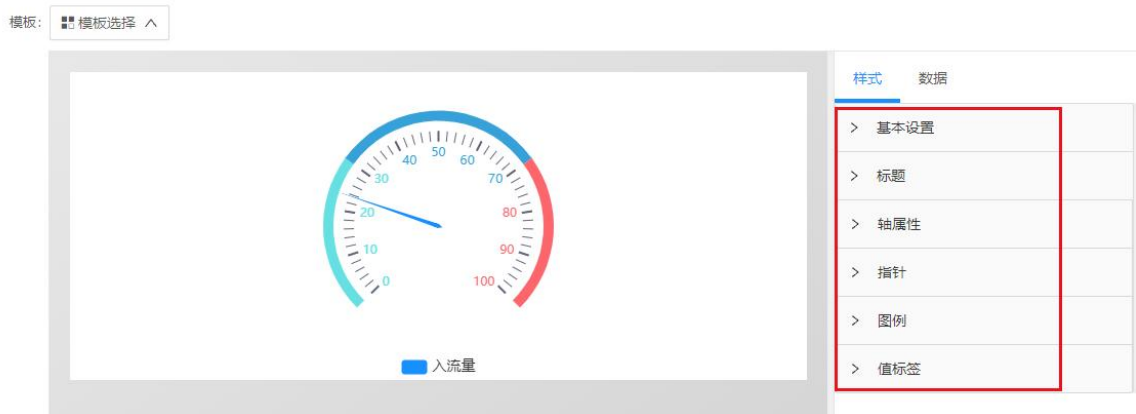 模板: 模板选择
样式 数据
基本设置
标题
轴属性
指针
图例
值标签
0
10
20
30
40
50
60
70
80
90
100
入流量